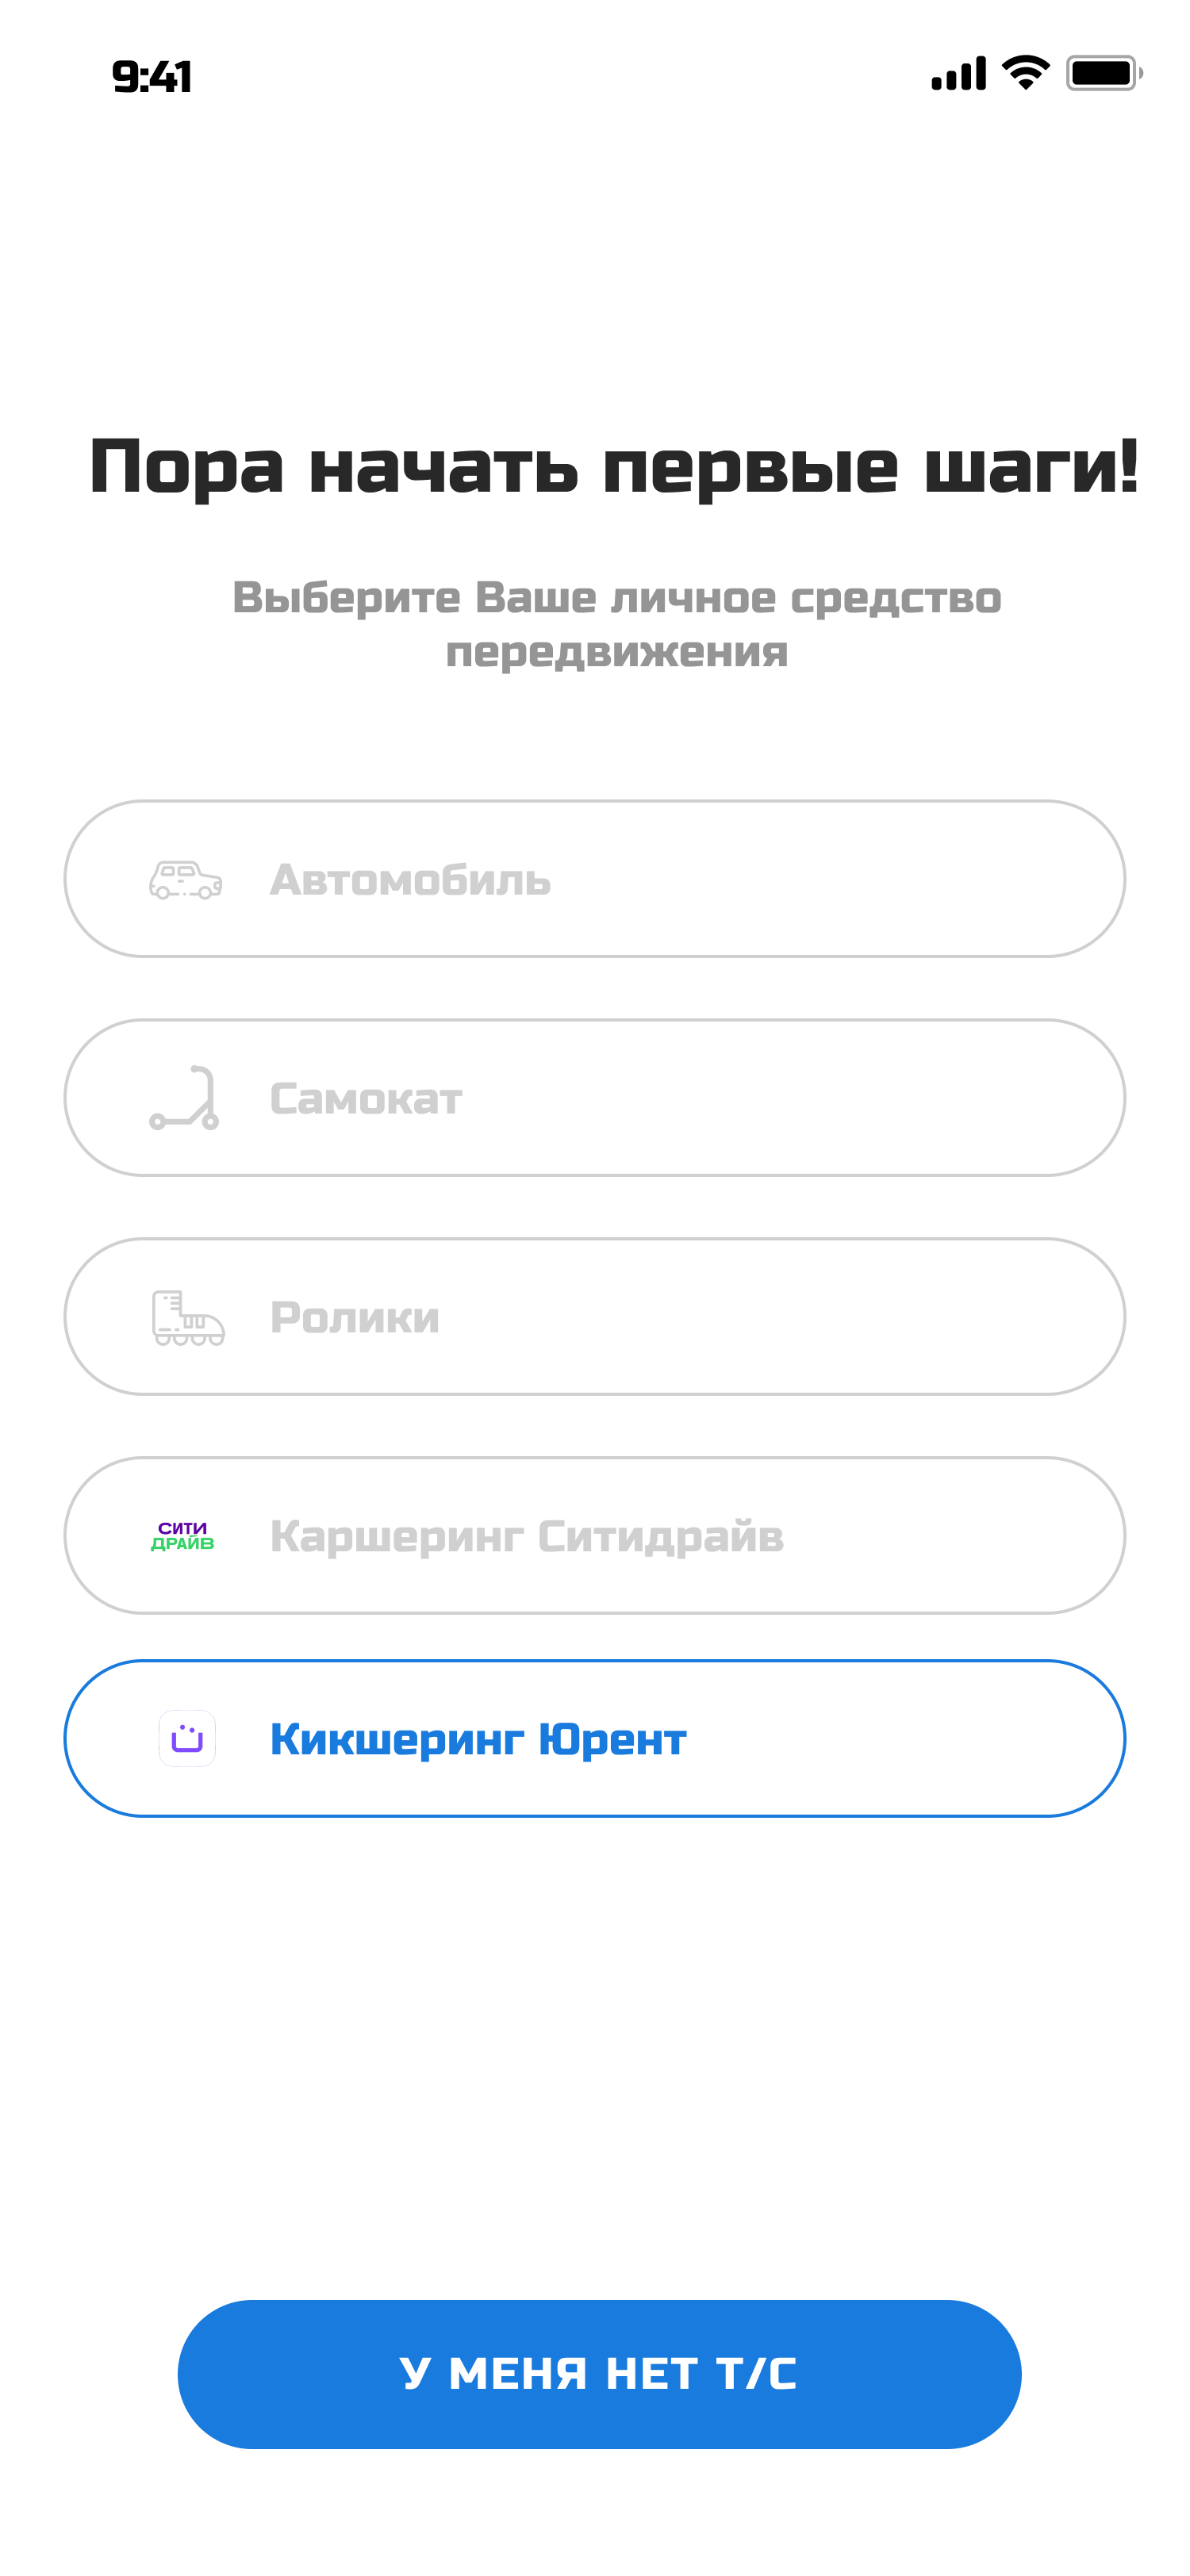 9:41
Пора начать первые шаги!
Выберите Ваше личное средство
передвижения
Автомобиль
Самокат
Ролики
СИТИ
ДРАЙВ
Каршеринг Ситидрайв
Кикшеринг Юрент
У МЕНЯ НЕТ Т/С